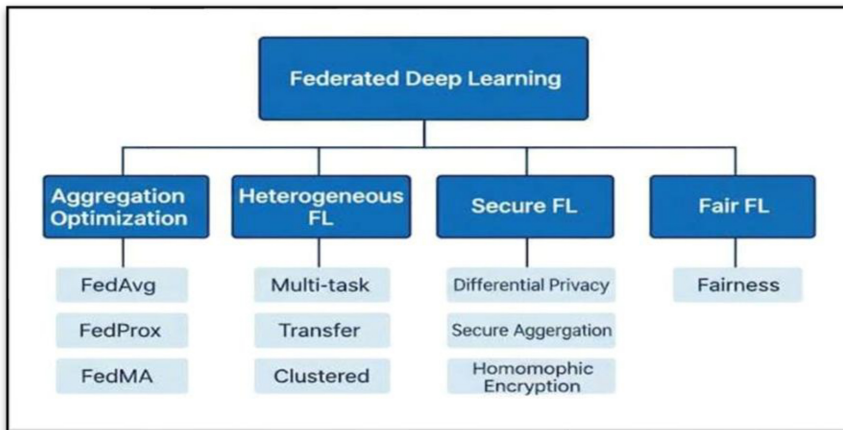 Federated Deep Learning
Aggregation
Optimization
Heterogeneous
FL
Secure FL
Fair FL
FedAvg
Multi-task
Differential Privacy
Fairness
FedProx
Transfer
Secure Aggergation
FedMA
Clustered
Homomophic
Encryption